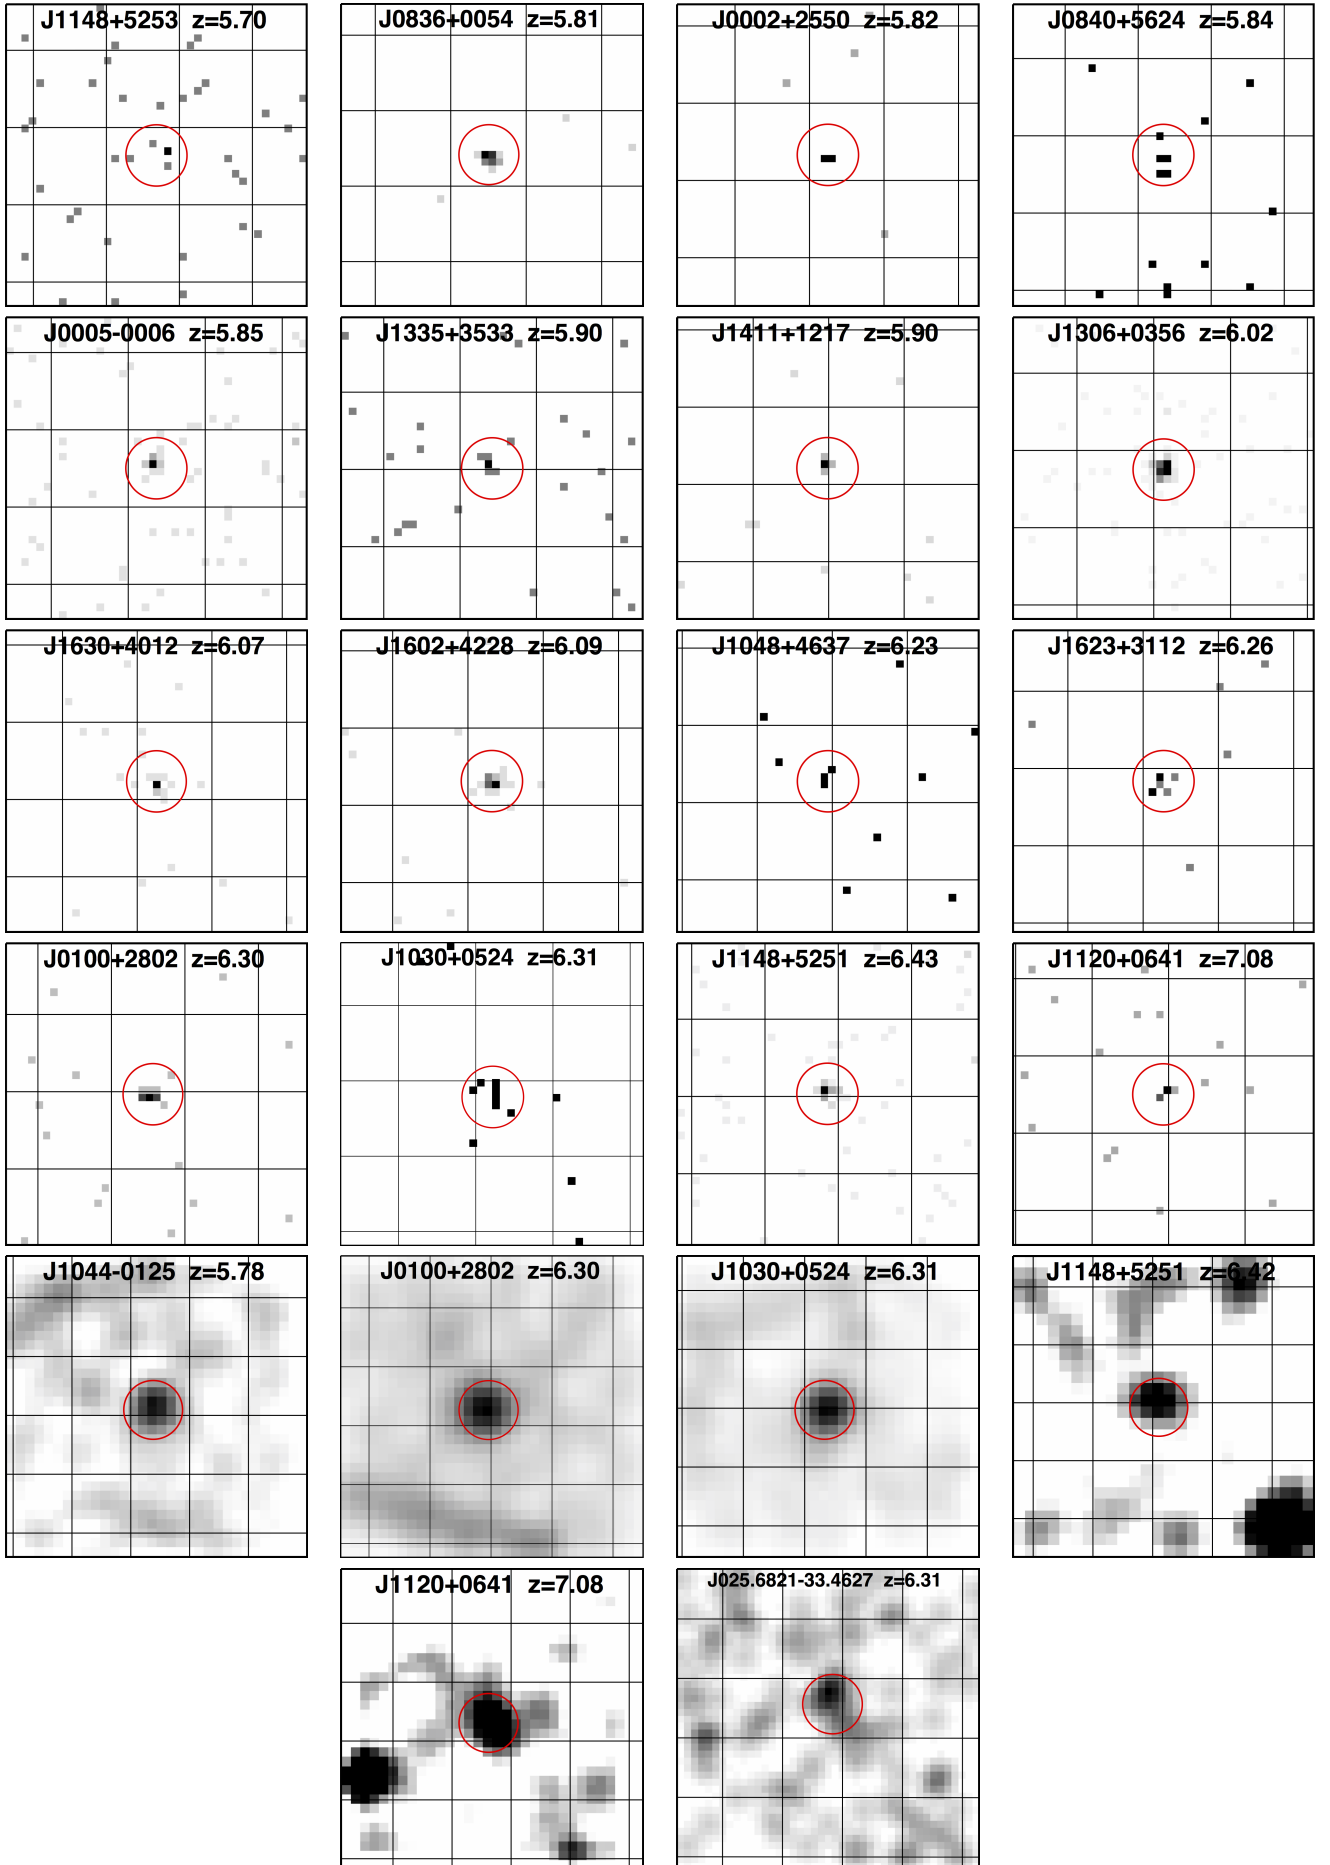 J1148+5253 z=5.70
J0836+0054 z=5.81
J0002+2550 z=5.82
J0840+5624 z=5.84
J0005-0006 z=5.85
J1335+3533 z=5.90
J1411+1217 z=5.90
J1306+0356 z=6.02
J1630+4012 z=6.07
J1602+4228 z=6.09
J1048+4637 z=6.23
J1623+3112 z=6.26
J0100+2802 z=6.30
J1030+0524 z=6.31
J1148+5251 z=6.43
J1120+0641 z=7.08
J1044-0125 z=5.78
J0100+2802 z=6.30
J1030+0524 z=6.31
J1148+5251 z=6.42
J1120+0641 z=7.08
J025.6821-33.4627 z=6.31